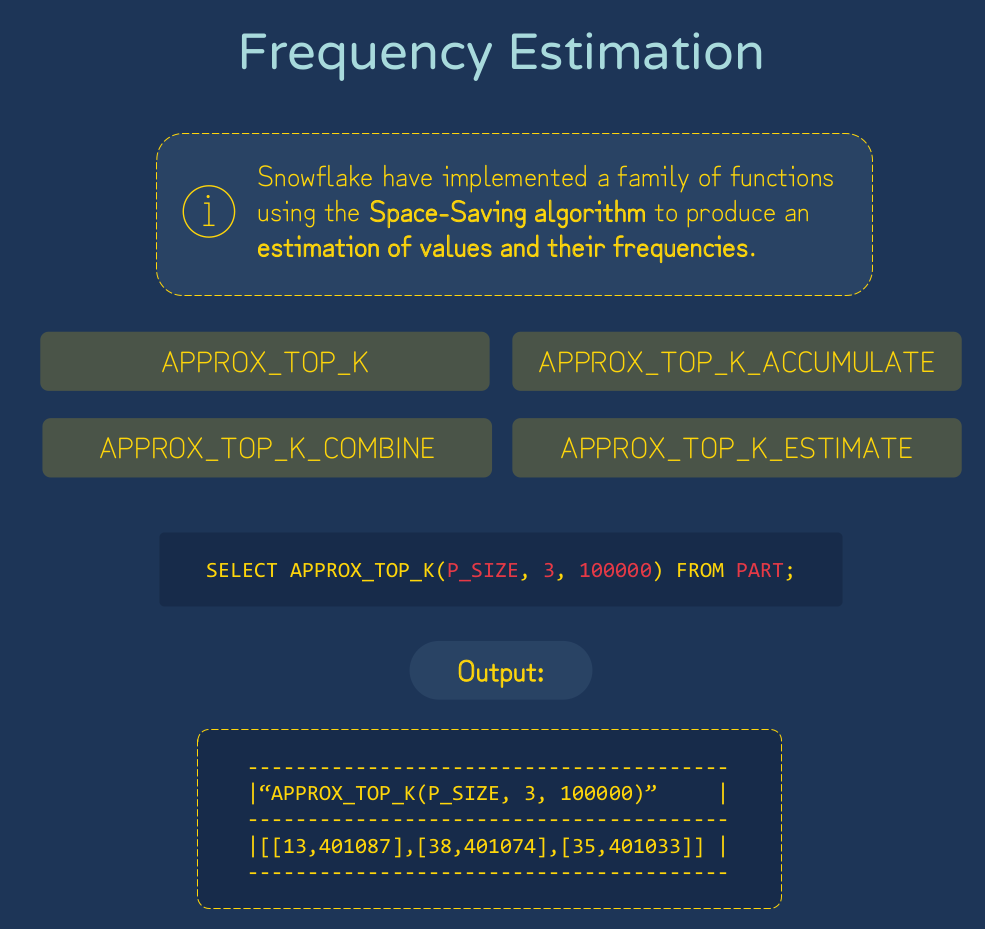 Frequency Estimation
i
Snowflake have implemented a family of functions
using the Space-Saving algorithm to produce an
estimation of values and their frequencies.
APPROX_TOP_K
APPROX_TOP_K_ACCUMULATE
APPROX_TOP_K_COMBINE
APPROX_TOP_K_ESTIMATE
SELECT APPROX_TOP_K(P_SIZE, 3, 100000) FROM PART;
Output:
----------------------------------------
|“APPROX_TOP_K(P_SIZE, 3, 100000)”     |
----------------------------------------
|[[13,401087],[38,401074],[35,401033]] |
----------------------------------------